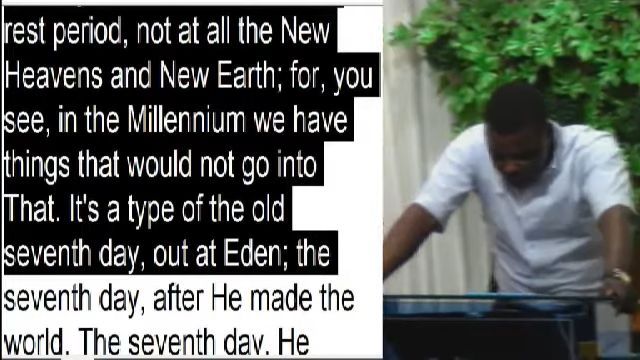 rest period, not at all the New
Heavens and New Earth; for, you
see, in the Millennium we have
things that would not go into
That. It's a type of the old
seventh day, out at Eden; the
seventh day, after He made the
world. The seventh day, He